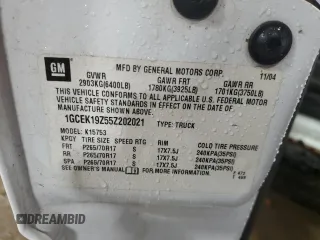 GM
MFD BY GENERAL MOTORS CORP.
11/04
GVWR GAWR FRT GAWR RR
2903KG(6400LB) 1780KG(3925LB) 1701KG(3750LB)
THIS VEHICLE CONFORMS TO ALL APPLICABLE U.S. FEDERAL MOTOR VEHICLE SAFETY STANDARDS IN EFFECT ON THE DATE OF MANUFACTURE SHOWN ABOVE.
1GCEK19Z55Z202021 TYPE: TRUCK
MODEL: K15753
TIRE SIZE SPEED RTG RIM COLD TIRE PRESSURE
FRT P265/70R17 S 17X7.5J 240KPA(35PSI)
RR P265/70R17 S 17X7.5J 240KPA(35PSI)
SPA P265/70R17 S 17X7.5J 240KPA(35PSI)
SEE OWNER'S MANUAL FOR MORE INFORMATION.
© DREAMBID